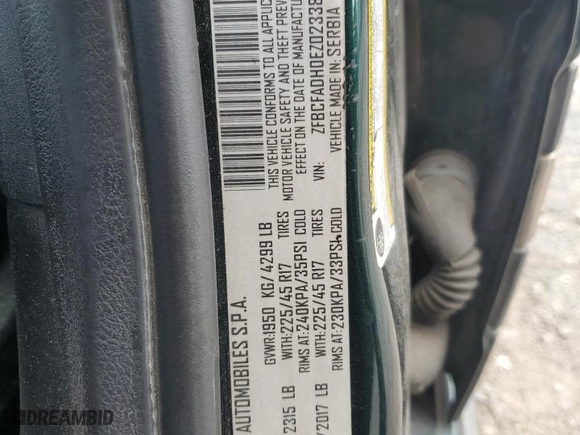 AUTOMOBILES S.P.A.
GVWR:1950 KG/4299 LB
2315 LB WITH:225/45 R17 TIRES
RIMS AT:240KPA/35PSI COLD
2017 LB WITH:225/45 R17 TIRES
RIMS AT:230KPA/33PSI COLD
THIS VEHICLE CONFORMS TO ALL APPLIC
MOTOR VEHICLE SAFETY AND THEFT PREV
EFFECT ON THE DATE OF MANUFACTUR
VIN: ZFBCFADH0EZ02338
VEHICLE MADE IN: SERBIA
DREAMBID